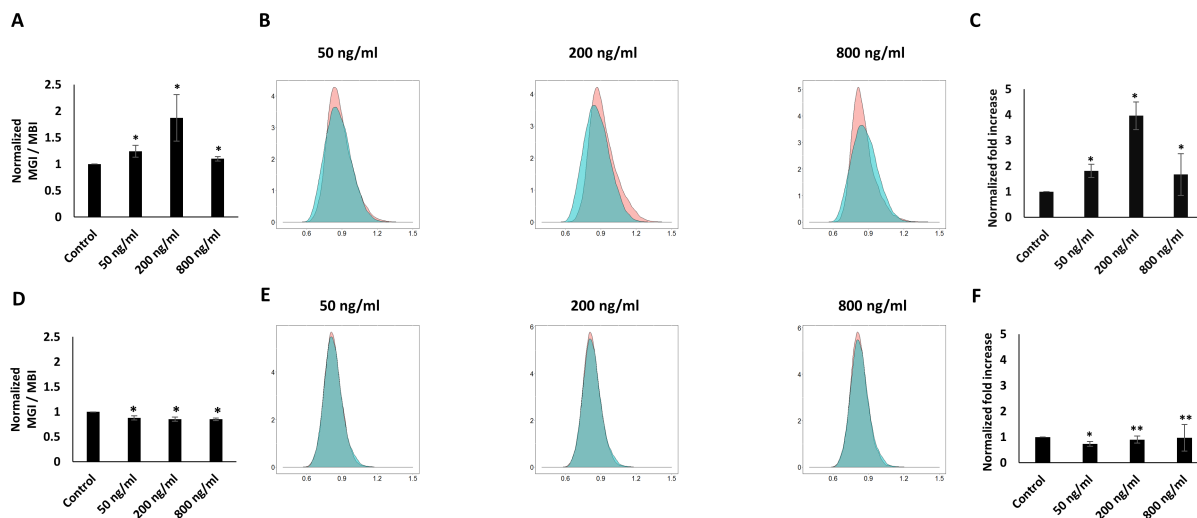 A
Normalized
MGI / MBI
2.5
2
1.5
1
0.5
0
Control
50 ng/ml
200 ng/ml
800 ng/ml
*
*
*
B
50 ng/ml
4
3
2
1
0
0.6
0.9
1.2
1.5
200 ng/ml
4
3
2
1
0
0.6
0.9
1.2
1.5
800 ng/ml
5
4
3
2
1
0
0.6
0.9
1.2
1.5
C
Normalized fold increase
5
4
3
2
1
0
Control
50 ng/ml
200 ng/ml
800 ng/ml
*
*
*
D
Normalized
MGI / MBI
2.5
2
1.5
1
0.5
0
Control
50 ng/ml
200 ng/ml
800 ng/ml
*
*
*
E
50 ng/ml
4
2
0
0.6
0.9
1.2
1.5
200 ng/ml
6
4
2
0
0.6
0.9
1.2
1.5
800 ng/ml
6
4
2
0
0.6
0.9
1.2
1.5
F
Normalized fold increase
5
4
3
2
1
0
Control
50 ng/ml
200 ng/ml
800 ng/ml
*
**
**